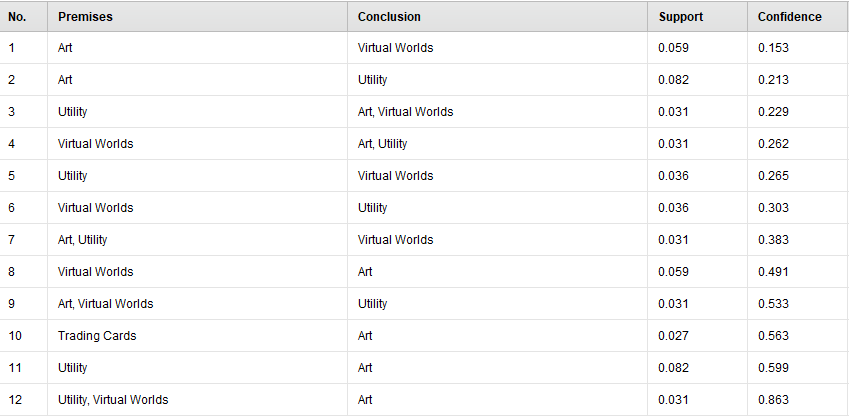 No. Premises Conclusion Support Confidence
1 Art Virtual Worlds 0.059 0.153
2 Art Utility 0.082 0.213
3 Utility Art, Virtual Worlds 0.031 0.229
4 Virtual Worlds Art, Utility 0.031 0.262
5 Utility Virtual Worlds 0.036 0.265
6 Virtual Worlds Utility 0.036 0.303
7 Art, Utility Virtual Worlds 0.031 0.383
8 Virtual Worlds Art 0.059 0.491
9 Art, Virtual Worlds Utility 0.031 0.533
10 Trading Cards Art 0.027 0.563
11 Utility Art 0.082 0.599
12 Utility, Virtual Worlds Art 0.031 0.863